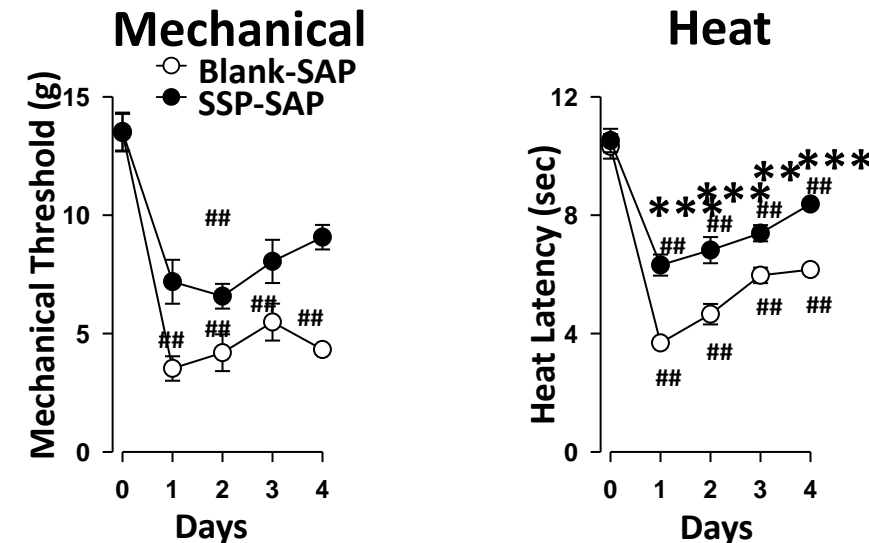 Mechanical
Blank-SAP
SSP-SAP
Mechanical Threshold (g)
15
10
5
0
##
##
##
##
##
0 1 2 3 4
Days
Heat
Heat Latency (sec)
12
8
4
0
***
***
**
***
##
##
##
##
##
##
##
##
0 1 2 3 4
Days